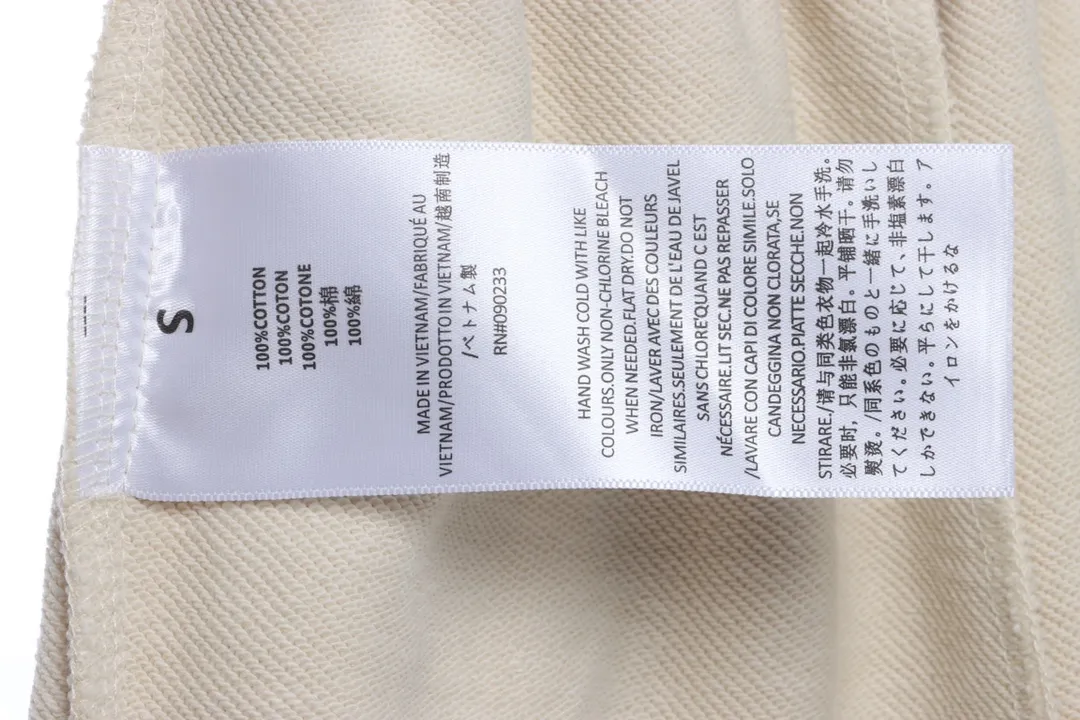 S
100%COTTON
100%COTON
100%COTONE
100%棉
100%綿
MADE IN VIETNAM/FABRIQUÉ AU
VIETNAM/PRODOTTO IN VIETNAM/越南制造
/ベトナム製
RN#090233
HAND WASH COLD WITH LIKE
COLOURS.ONLY NON-CHLORINE BLEACH
WHEN NEEDED.FLAT DRY.DO NOT
IRON/LAVER AVEC DES COULEURS
SIMILAIRES.SEULEMENT DE L'EAU DE JAVEL
SANS CHLORE'QUAND C EST
NÉCESSAIRE.LIT SEC.NE PAS REPASSER
/LAVARE CON CAPI DI COLORE SIMILE.SOLO
CANDEGGINA NON CLORATA,SE
NECESSARIO.PIATTE SECCHE.NON
STIRARE./请与同类色衣物一起冷水手洗。
必要时，只能非氯漂白。平铺晒干。请勿
熨烫。/同系色のものと一緒に手洗いし
てください。必要に応じて、非塩素漂白
しかできない。平らにして干します。ア
イロンをかけるな